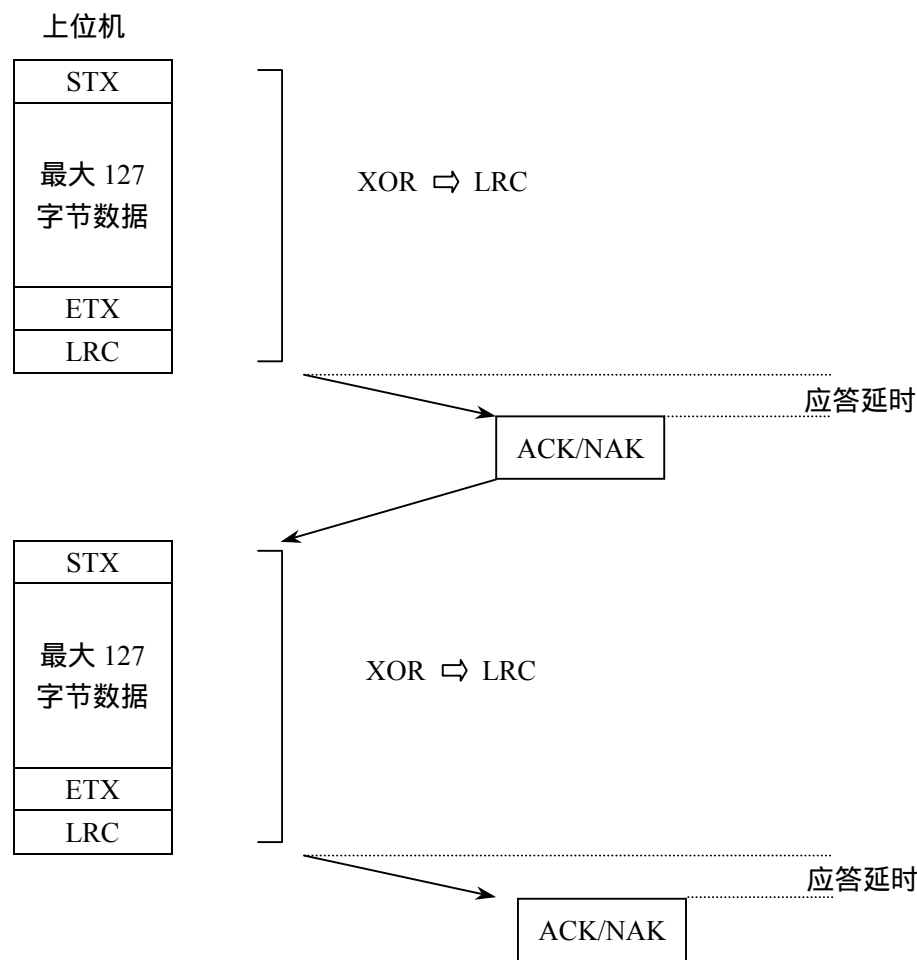 上位机
STX
最大 127
字节数据
XOR ⇨ LRC
ETX
LRC
应答延时
ACK/NAK
STX
最大 127
字节数据
XOR ⇨ LRC
ETX
LRC
应答延时
ACK/NAK